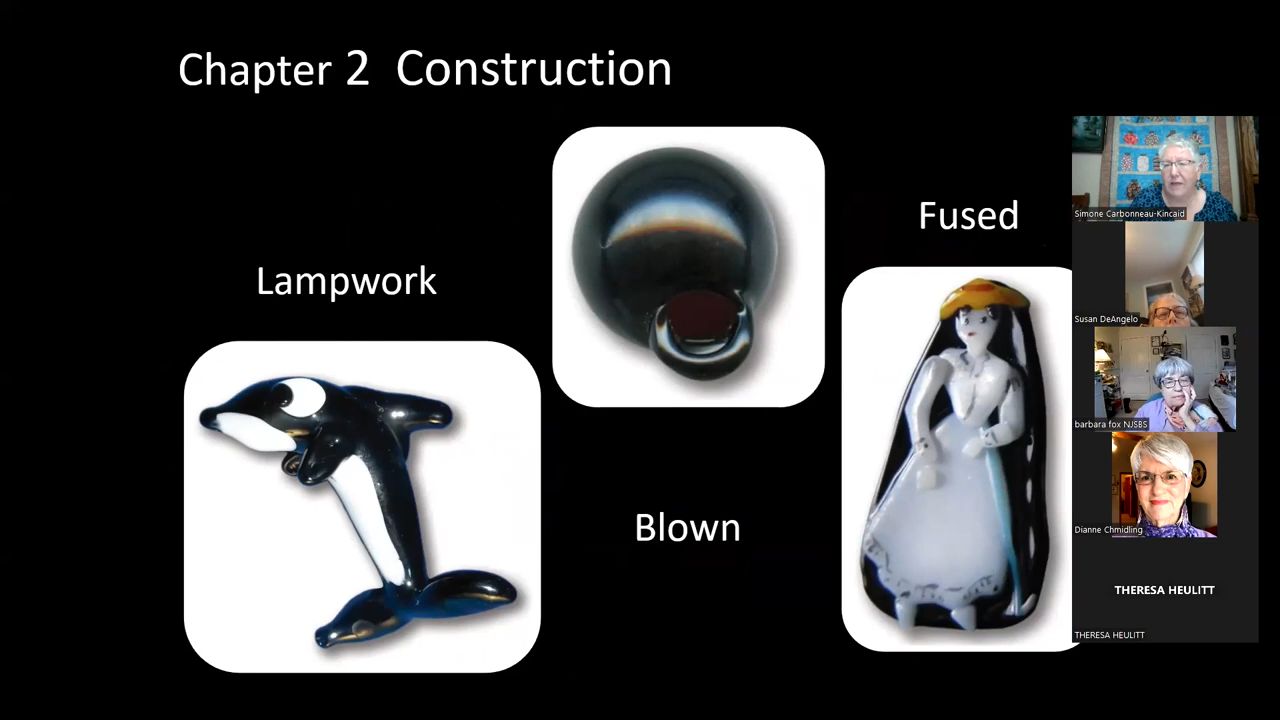 Chapter 2 Construction
Lampwork
Blown
Fused
Simone Carbonneau-Kincaid
Susan DeAngelo
barbara fox NJSBS
Dianne Chmidling
THERESA HEULITT
THERESA HEULITT